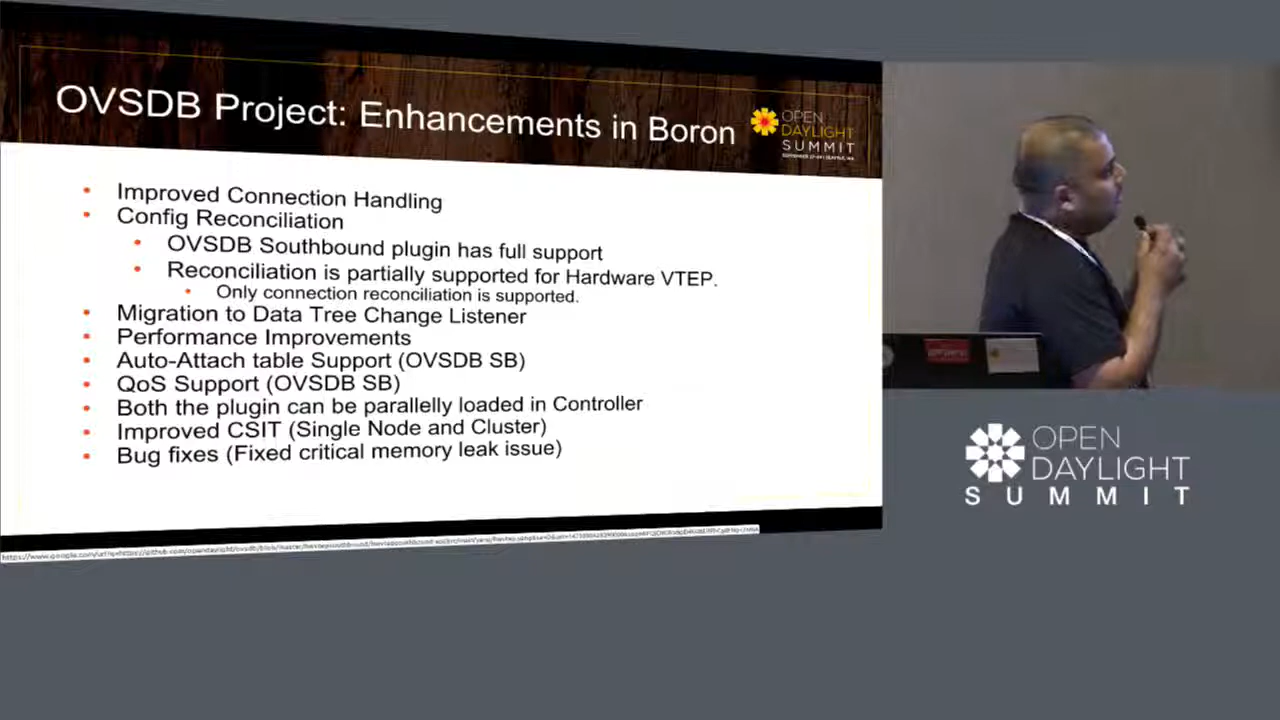 OVSDB Project: Enhancements in Boron
OPEN
DAYLIGHT
SUMMIT
• Improved Connection Handling
• Config Reconciliation
• OVSDB Southbound plugin has full support
• Reconciliation is partially supported for Hardware VTEP.
• Only connection reconciliation is supported.
• Migration to Data Tree Change Listener
• Performance Improvements
• Auto-Attach table Support (OVSDB SB)
• QoS Support (OVSDB SB)
• Both the plugin can be parallelly loaded in Controller
• Improved CSIT (Single Node and Cluster)
• Bug fixes (Fixed critical memory leak issue)
OPEN
DAYLIGHT
SUMMIT